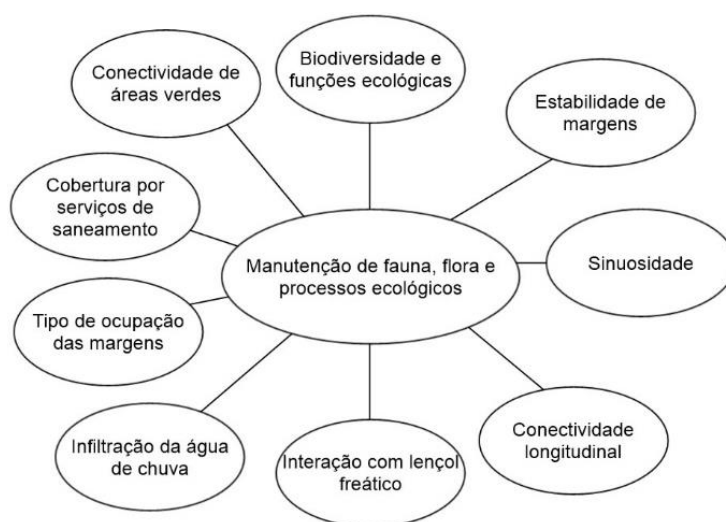 Biodiversidade e
funções ecológicas
Conectividade de
áreas verdes
Estabilidade de
margens
Cobertura por
serviços de
saneamento
Manutenção de fauna, flora e
processos ecológicos
Sinuosidade
Tipo de ocupação
das margens
Infiltração da água
de chuva
Interação com lençol
freático
Conectividade
longitudinal